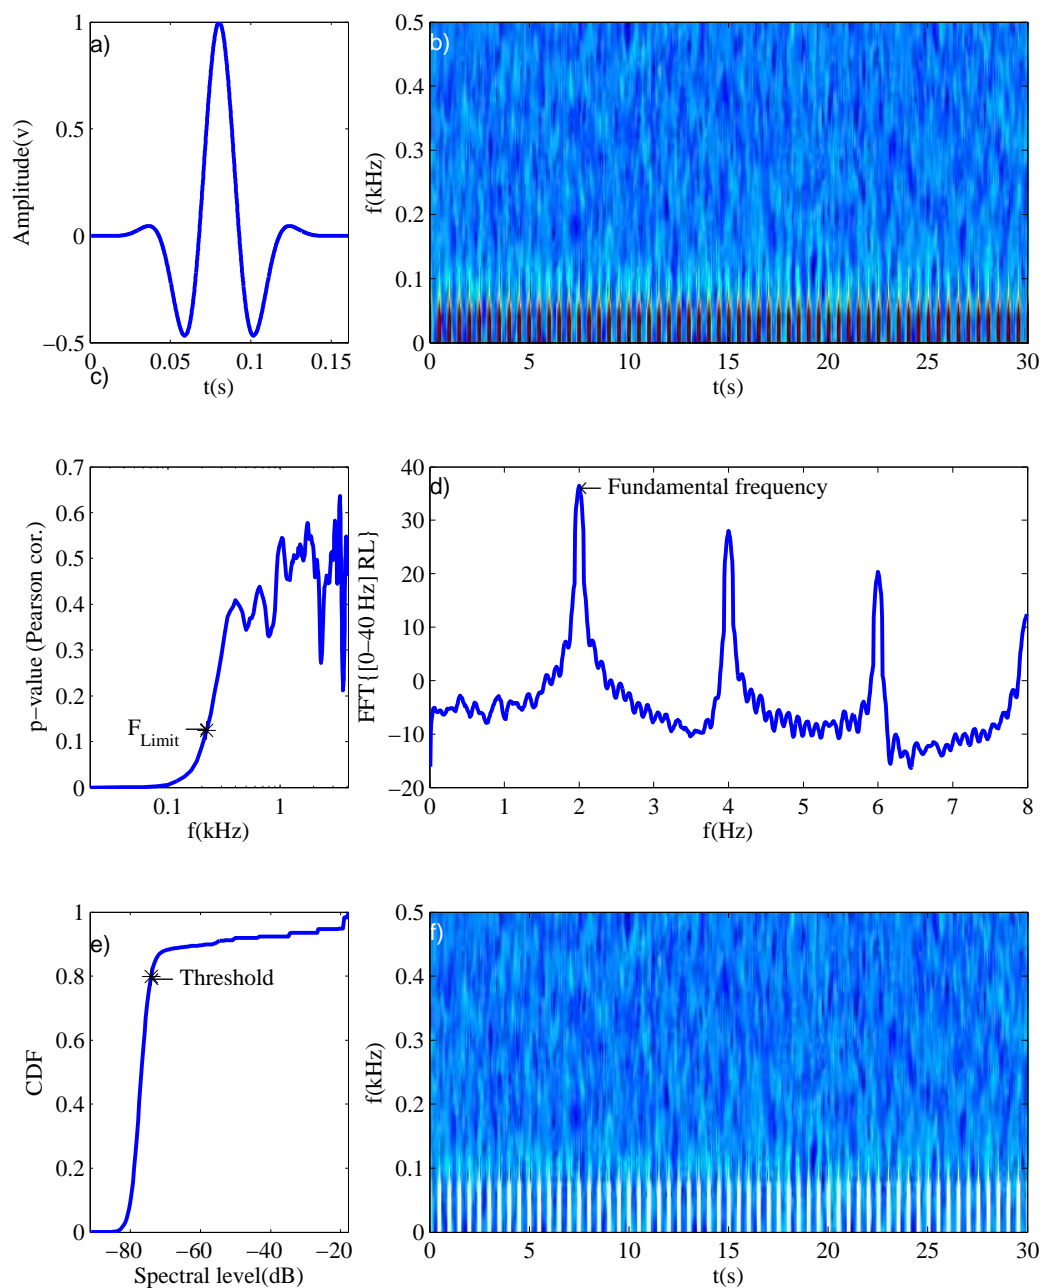 a)
1
0.5
0
−0.5
Amplitude(v)
0 0.05 0.1 0.15
t(s)
b)
0.5
0.4
0.3
0.2
0.1
0
f(kHz)
0 5 10 15 20 25 30
t(s)
c)
0.7
0.6
0.5
0.4
0.3
0.2
0.1
0
p−value (Pearson cor.)
F_Limit
0.1 1
f(kHz)
d)
40
30
20
10
0
−10
−20
FFT{[0−40 Hz] RL}
Fundamental frequency
0 1 2 3 4 5 6 7 8
f(Hz)
e)
1
0.8
0.6
0.4
0.2
0
CDF
Threshold
−80 −60 −40 −20
Spectral level(dB)
f)
0.5
0.4
0.3
0.2
0.1
0
f(kHz)
0 5 10 15 20 25 30
t(s)